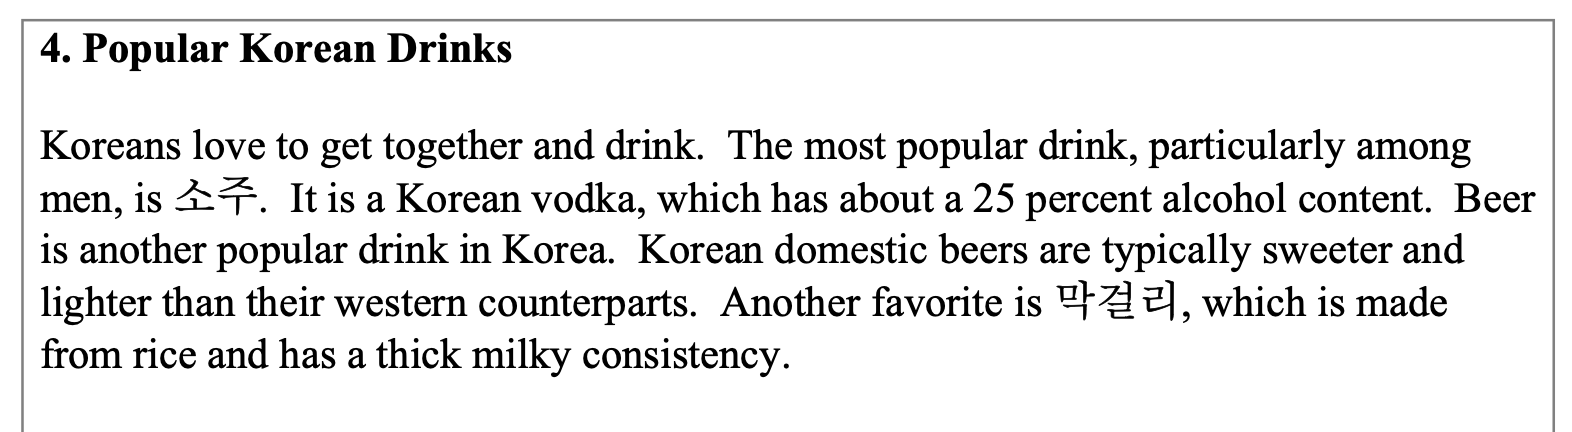 4. Popular Korean Drinks
Koreans love to get together and drink.  The most popular drink, particularly among
men, is 소주.  It is a Korean vodka, which has about a 25 percent alcohol content.  Beer
is another popular drink in Korea.  Korean domestic beers are typically sweeter and
lighter than their western counterparts.  Another favorite is 막걸리, which is made
from rice and has a thick milky consistency.